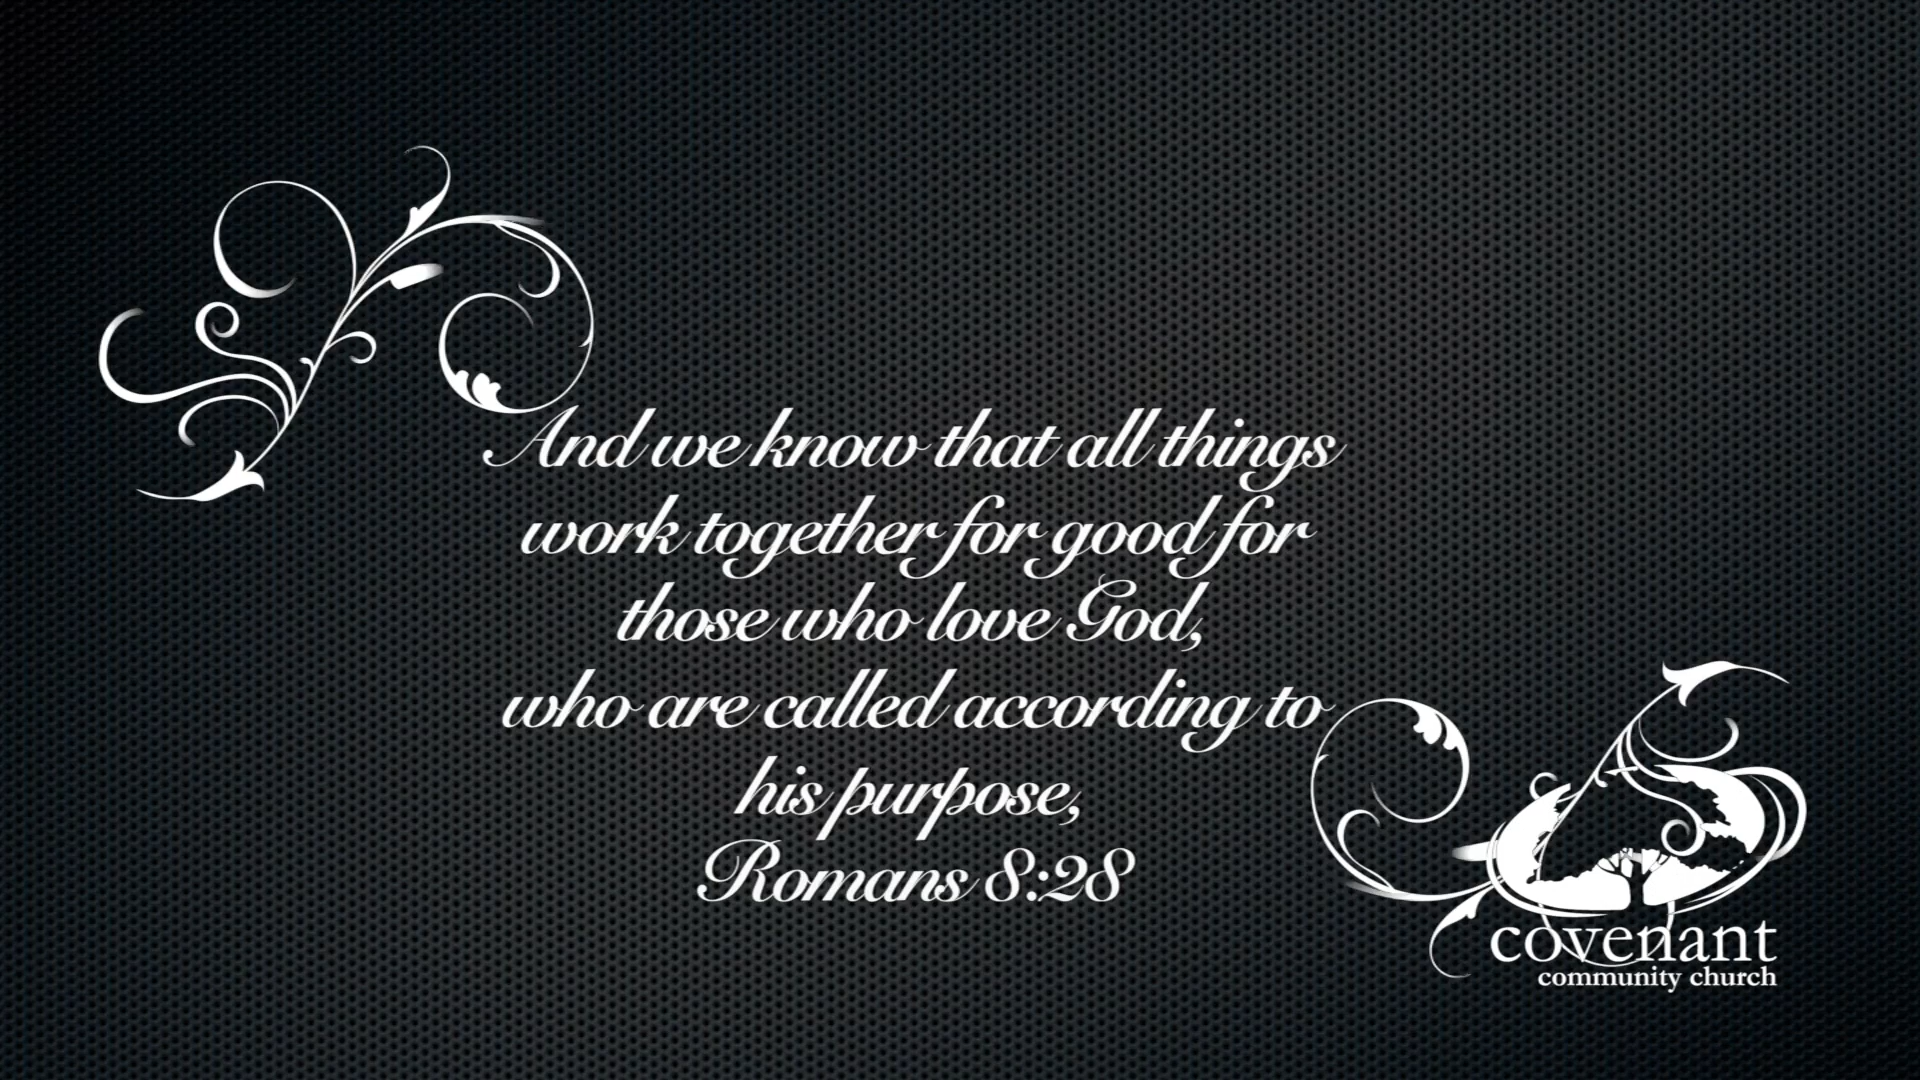 And we know that all things
work together for good for
those who love God,
who are called according to
his purpose,
Romans 8:28
covenant
community church